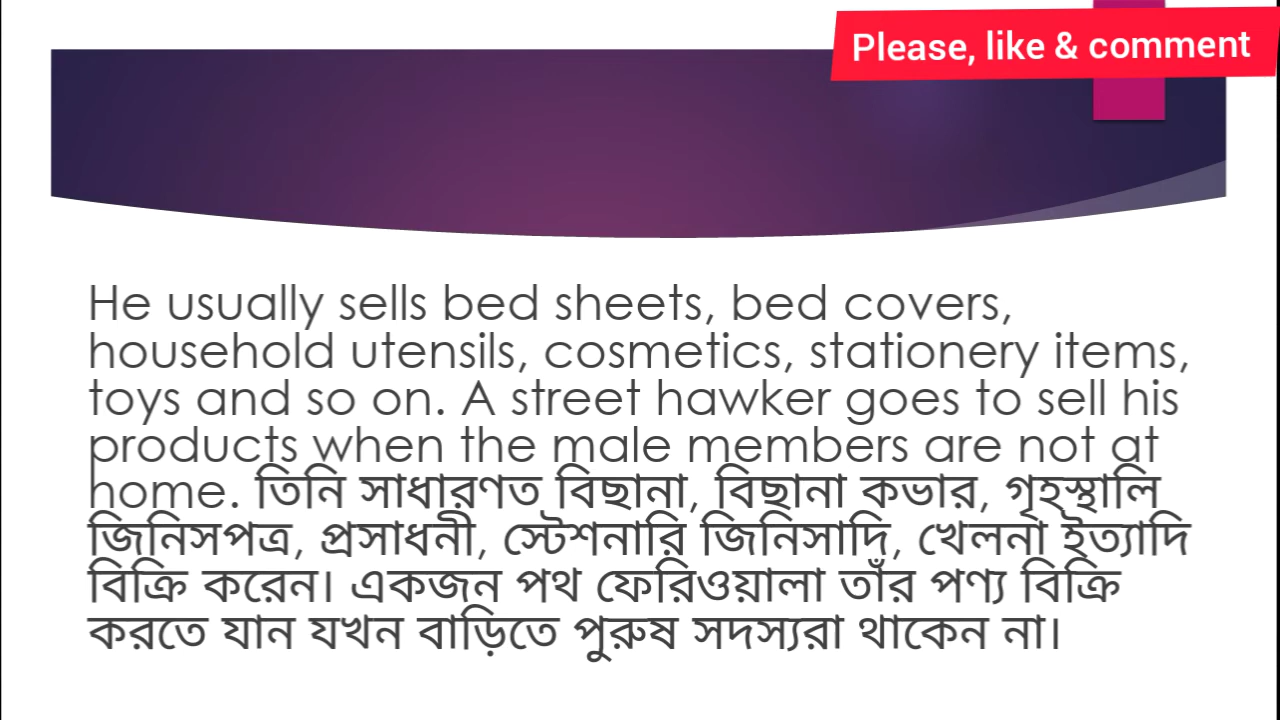 Please, like & comment
He usually sells bed sheets, bed covers,
household utensils, cosmetics, stationery items,
toys and so on. A street hawker goes to sell his
products when the male members are not at
home. তিনি সাধারণত বিছানা, বিছানা কভার, গৃহস্থালি
জিনিসপত্র, প্রসাধনী, স্টেশনারি জিনিসাদি, খেলনা ইত্যাদি
বিক্রি করেন। একজন পথ ফেরিওয়ালা তাঁর পণ্য বিক্রি
করতে যান যখন বাড়িতে পুরুষ সদস্যরা থাকেন না।